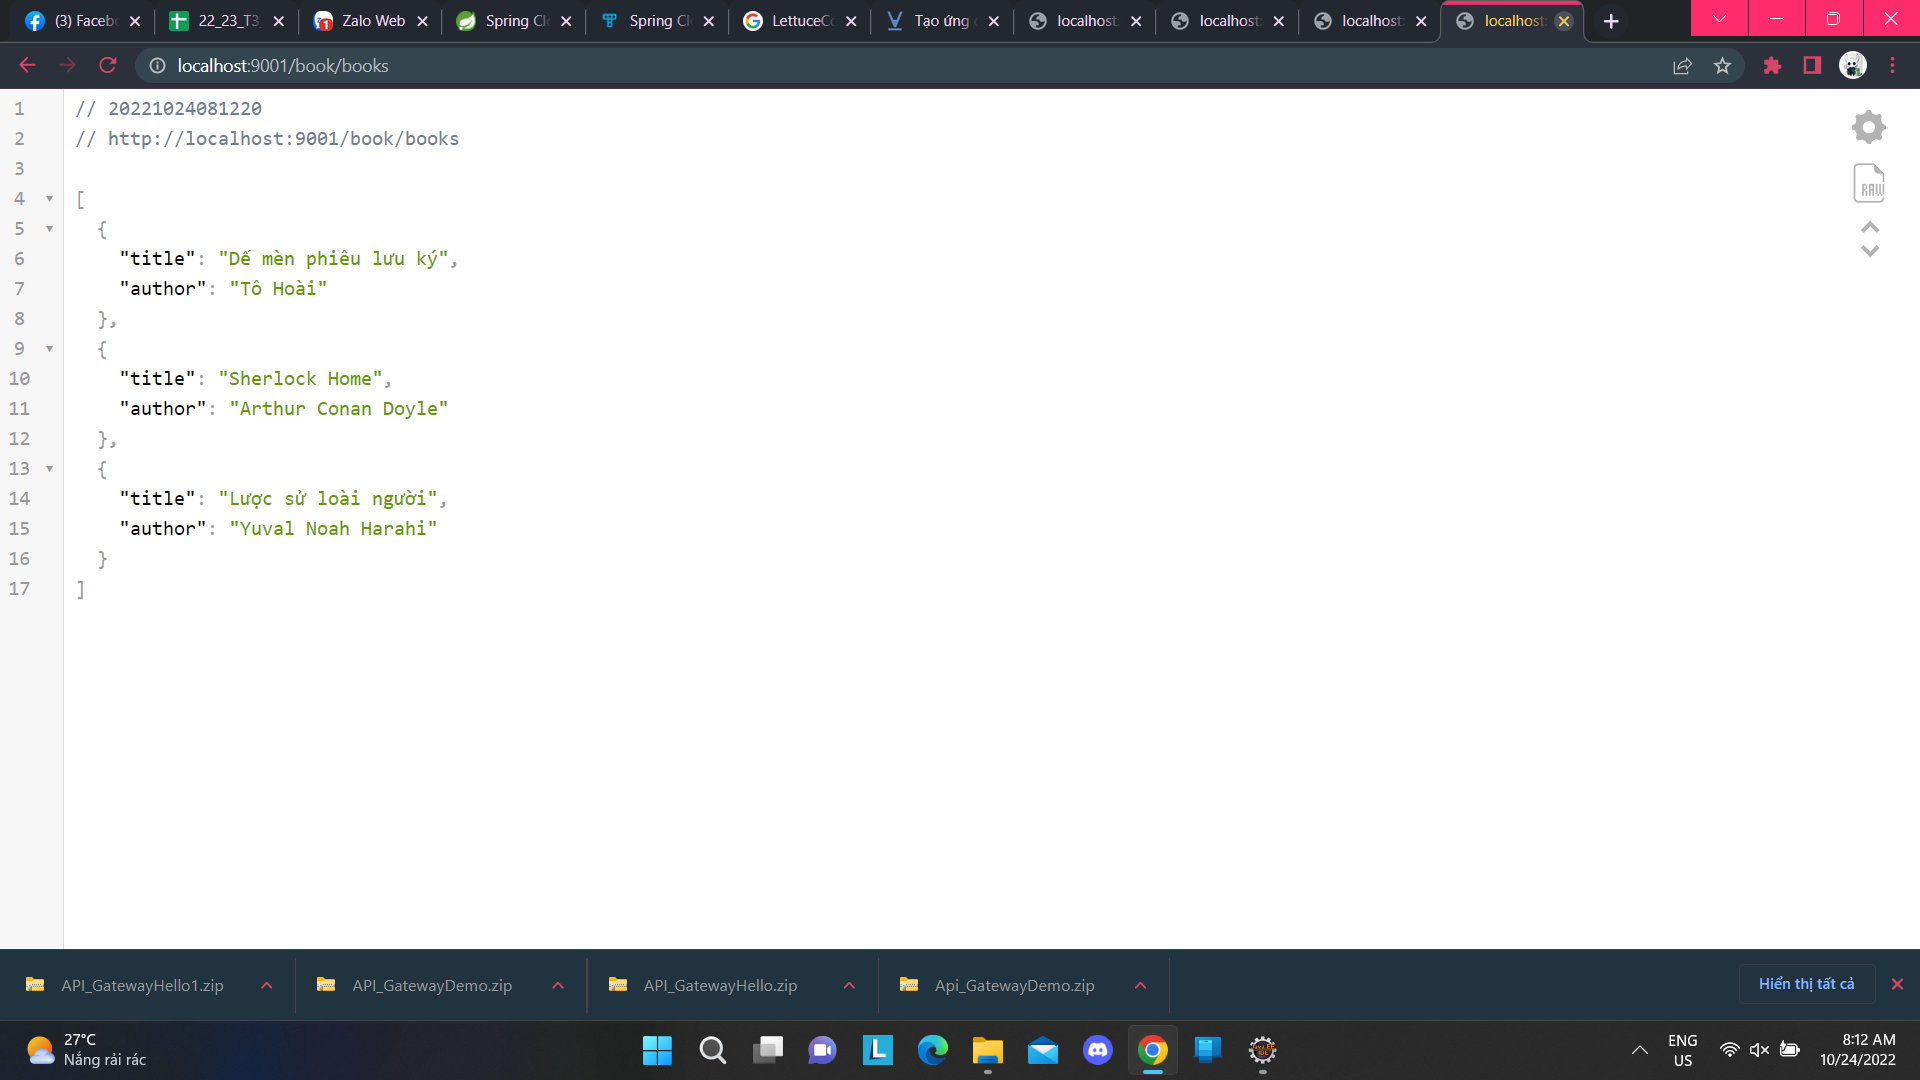 (3) Facebo
22_23_T3_
Zalo Web
Spring Clo
Spring Clo
LettuceCo
Tạo ứng d
localhost:
localhost:
localhost:
localhost:
localhost:9001/book/books
1 // 20221024081220
2 // http://localhost:9001/book/books
3
4 [
5 {
6 "title": "Dế mèn phiêu lưu ký",
7 "author": "Tô Hoài"
8 },
9 {
10 "title": "Sherlock Home",
11 "author": "Arthur Conan Doyle"
12 },
13 {
14 "title": "Lược sử loài người",
15 "author": "Yuval Noah Harahi"
16 }
17 ]
RAW
API_GatewayHello1.zip
API_GatewayDemo.zip
API_GatewayHello.zip
Api_GatewayDemo.zip
Hiển thị tất cả
27°C
Nắng rải rác
ENG
US
8:12 AM
10/24/2022